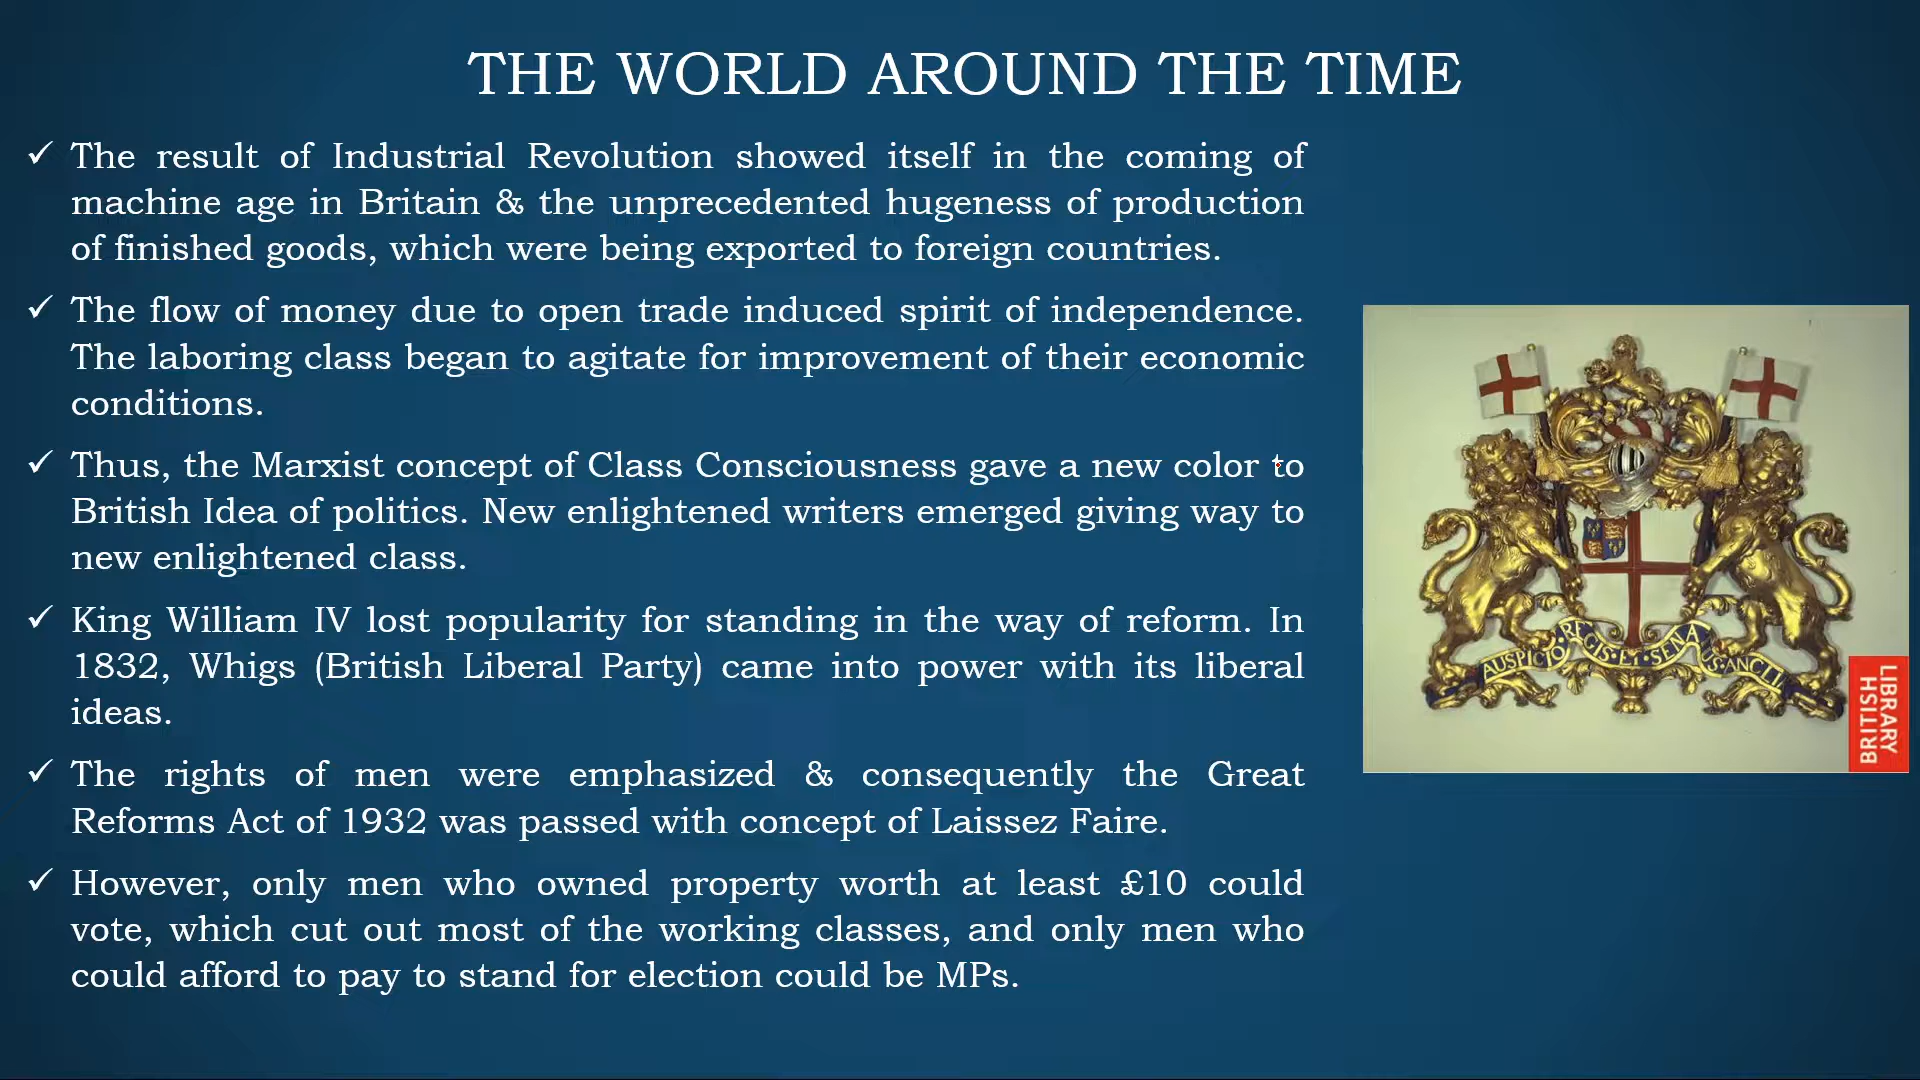 THE WORLD AROUND THE TIME
✓ The result of Industrial Revolution showed itself in the coming of
machine age in Britain & the unprecedented hugeness of production
of finished goods, which were being exported to foreign countries.
✓ The flow of money due to open trade induced spirit of independence.
The laboring class began to agitate for improvement of their economic
conditions.
✓ Thus, the Marxist concept of Class Consciousness gave a new color to
British Idea of politics. New enlightened writers emerged giving way to
new enlightened class.
✓ King William IV lost popularity for standing in the way of reform. In
1832, Whigs (British Liberal Party) came into power with its liberal
ideas.
✓ The rights of men were emphasized & consequently the Great
Reforms Act of 1932 was passed with concept of Laissez Faire.
✓ However, only men who owned property worth at least £10 could
vote, which cut out most of the working classes, and only men who
could afford to pay to stand for election could be MPs.
AUSPICIO REGIS·ET·SENA US·ANGLI
BRITISH
LIBRARY